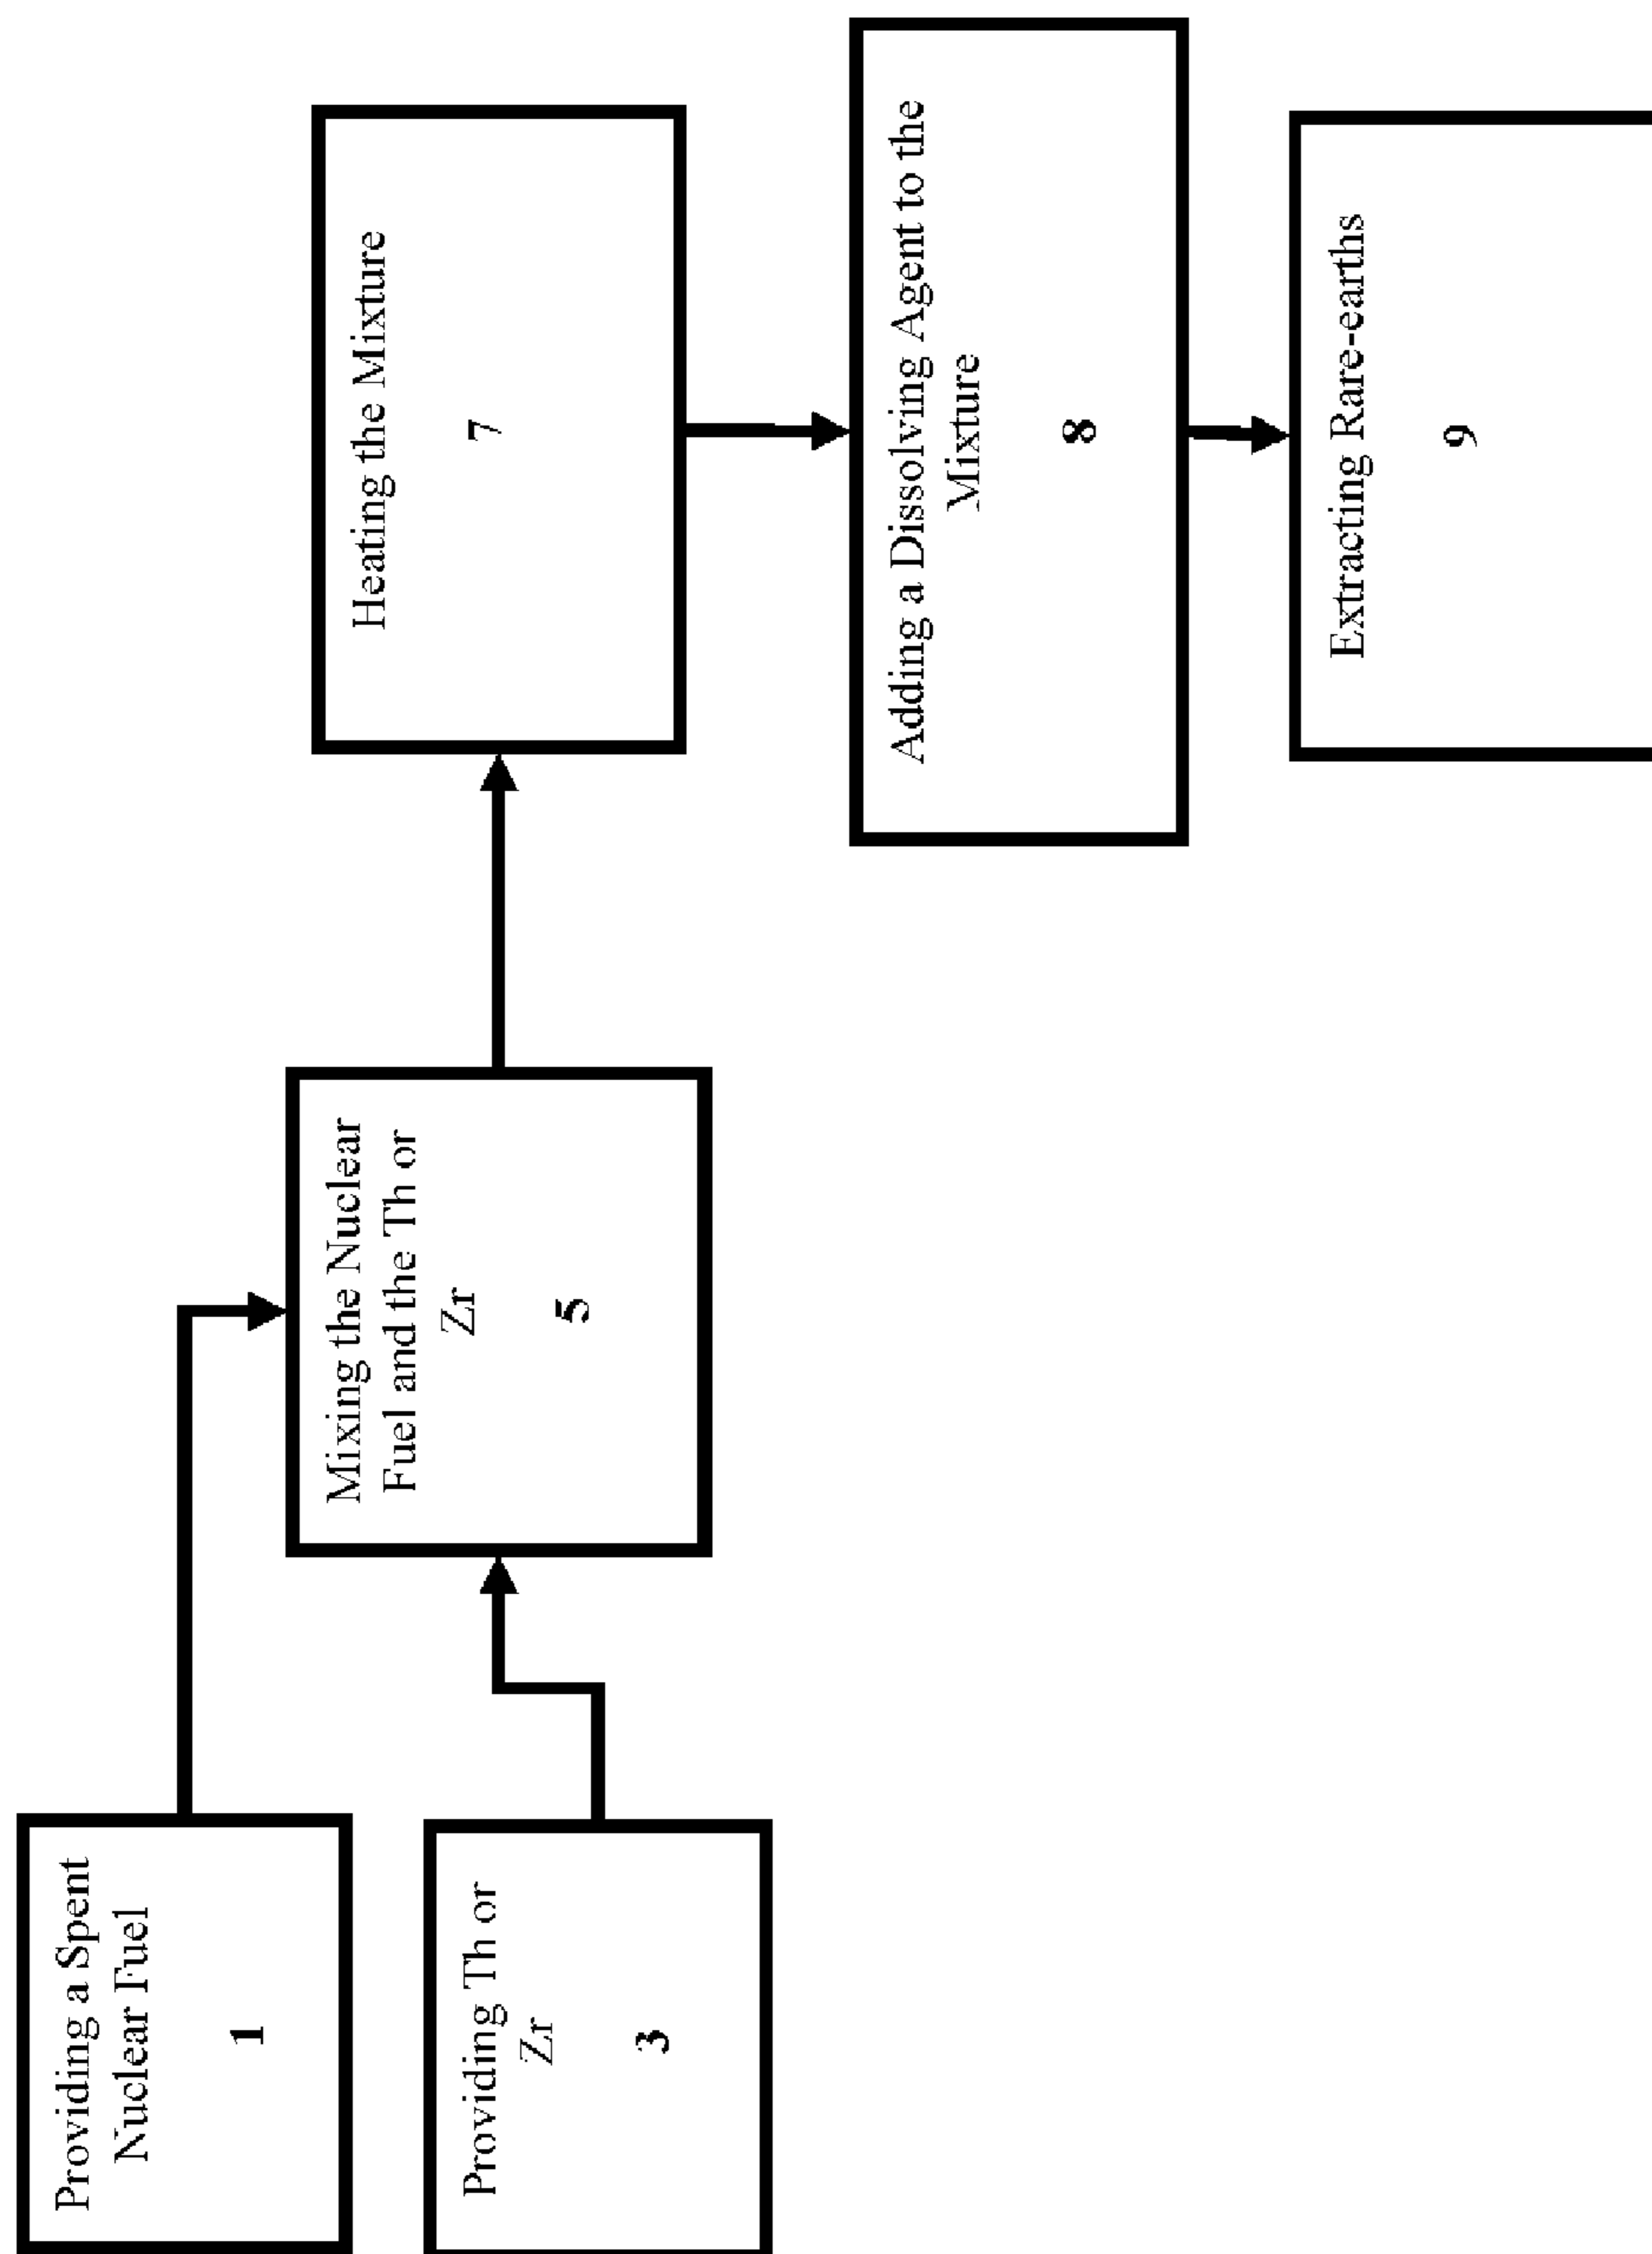 Providing a Spent
Nuclear Fuel
1
Providing Th or
Zr
3
Mixing the Nuclear
Fuel and the Th or
Zr
5
Heating the Mixture
7
Adding a Dissolving Agent to the
Mixture
8
Extracting Rare-earths
9